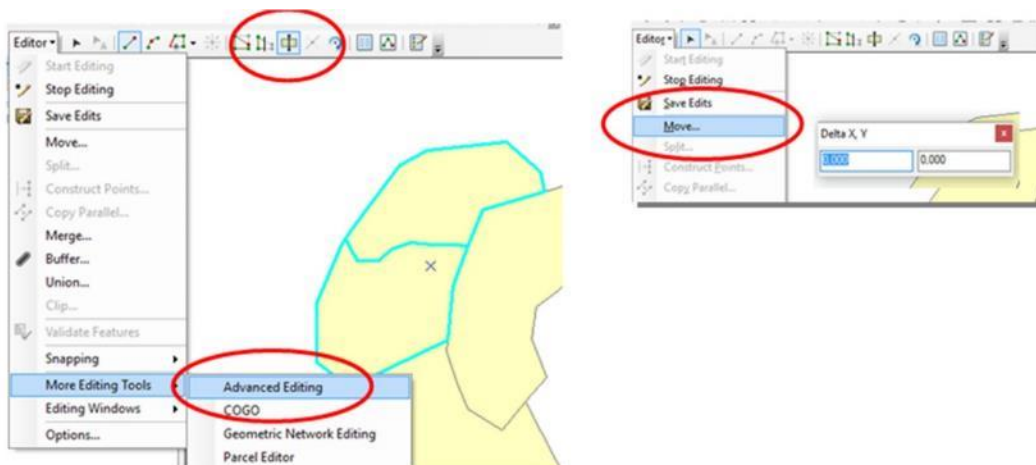 Editor
Start Editing
Stop Editing
Save Edits
Move...
Split...
Construct Points...
Copy Parallel...
Merge...
Buffer...
Union...
Clip...
Validate Features
Snapping
More Editing Tools
Editing Windows
Options...
Advanced Editing
COGO
Geometric Network Editing
Parcel Editor
Editor
Start Editing
Stop Editing
Save Edits
Move...
Split...
Construct Points...
Copy Parallel...
Delta X, Y
0.000
0.000